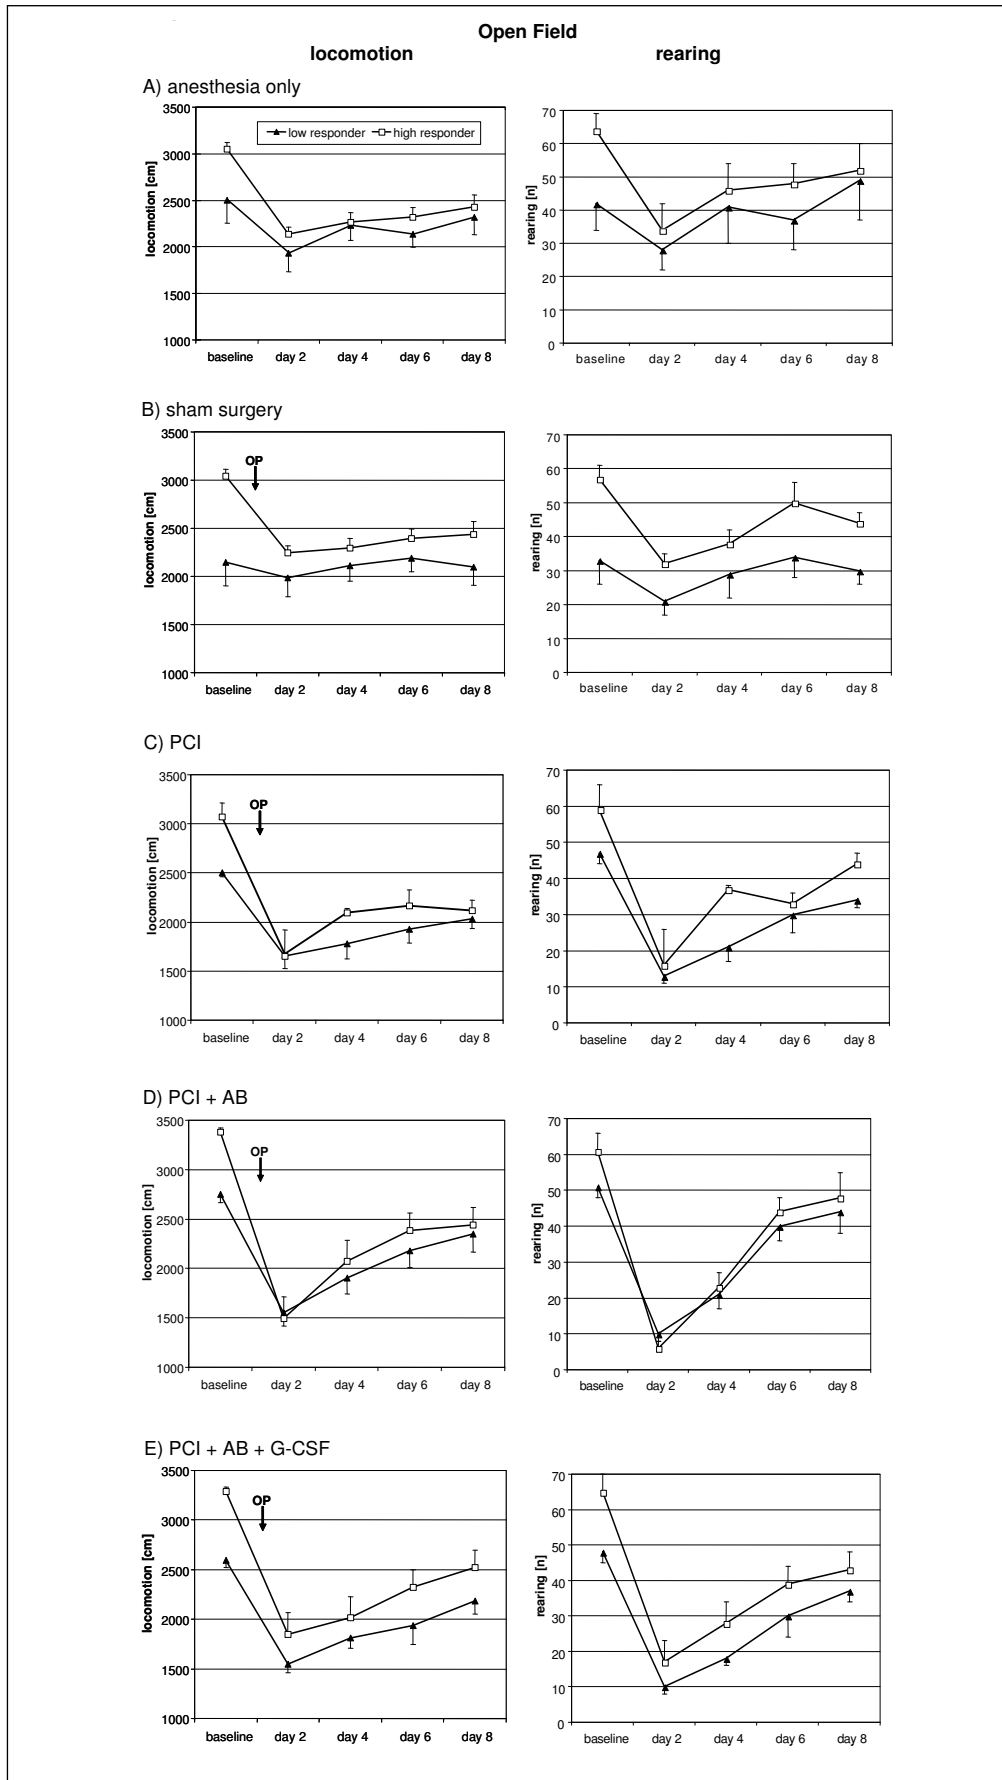 Open Field
locomotion rearing
A) anesthesia only
3500
3000
2500
2000
1500
1000
locomotion [cm]
low responder high responder
baseline day 2 day 4 day 6 day 8
70
60
50
40
30
20
10
0
rearing [n]
baseline day 2 day 4 day 6 day 8
B) sham surgery
3500
3000
2500
2000
1500
1000
locomotion [cm]
OP
baseline day 2 day 4 day 6 day 8
70
60
50
40
30
20
10
0
rearing [n]
baseline day 2 day 4 day 6 day 8
C) PCI
3500
3000
2500
2000
1500
1000
locomotion [cm]
OP
baseline day 2 day 4 day 6 day 8
70
60
50
40
30
20
10
0
rearing [n]
baseline day 2 day 4 day 6 day 8
D) PCI + AB
3500
3000
2500
2000
1500
1000
locomotion [cm]
OP
baseline day 2 day 4 day 6 day 8
70
60
50
40
30
20
10
0
rearing [n]
baseline day 2 day 4 day 6 day 8
E) PCI + AB + G-CSF
3500
3000
2500
2000
1500
1000
locomotion [cm]
OP
baseline day 2 day 4 day 6 day 8
70
60
50
40
30
20
10
0
rearing [n]
baseline day 2 day 4 day 6 day 8